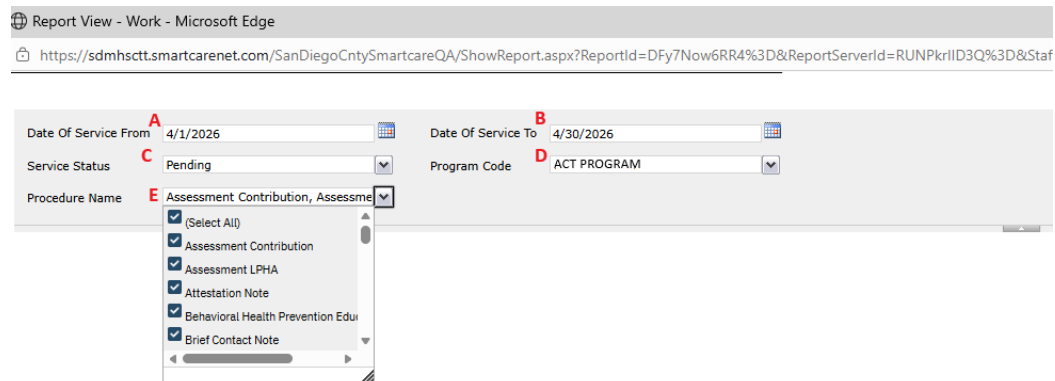 Report View - Work - Microsoft Edge
https://sdmhsctt.smartcarenet.com/SanDiegoCntySmartcareQA/ShowReport.aspx?ReportId=DFy7Now6RR4%3D&ReportServerId=RUNPkrIID3Q%3D&Staf
Date Of Service From A 4/1/2026 Date Of Service To B 4/30/2026
Service Status C Pending Program Code D ACT PROGRAM
Procedure Name E Assessment Contribution, Assessme
(Select All)
Assessment Contribution
Assessment LPHA
Attestation Note
Behavioral Health Prevention Edu
Brief Contact Note